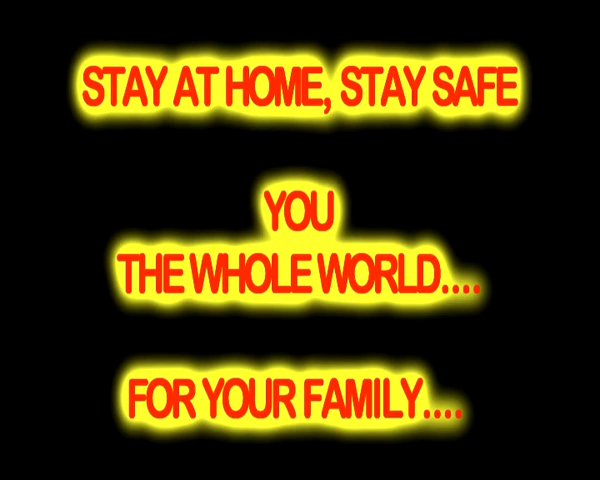 STAY AT HOME, STAY SAFE
YOU
THE WHOLE WORLD....
FOR YOUR FAMILY....